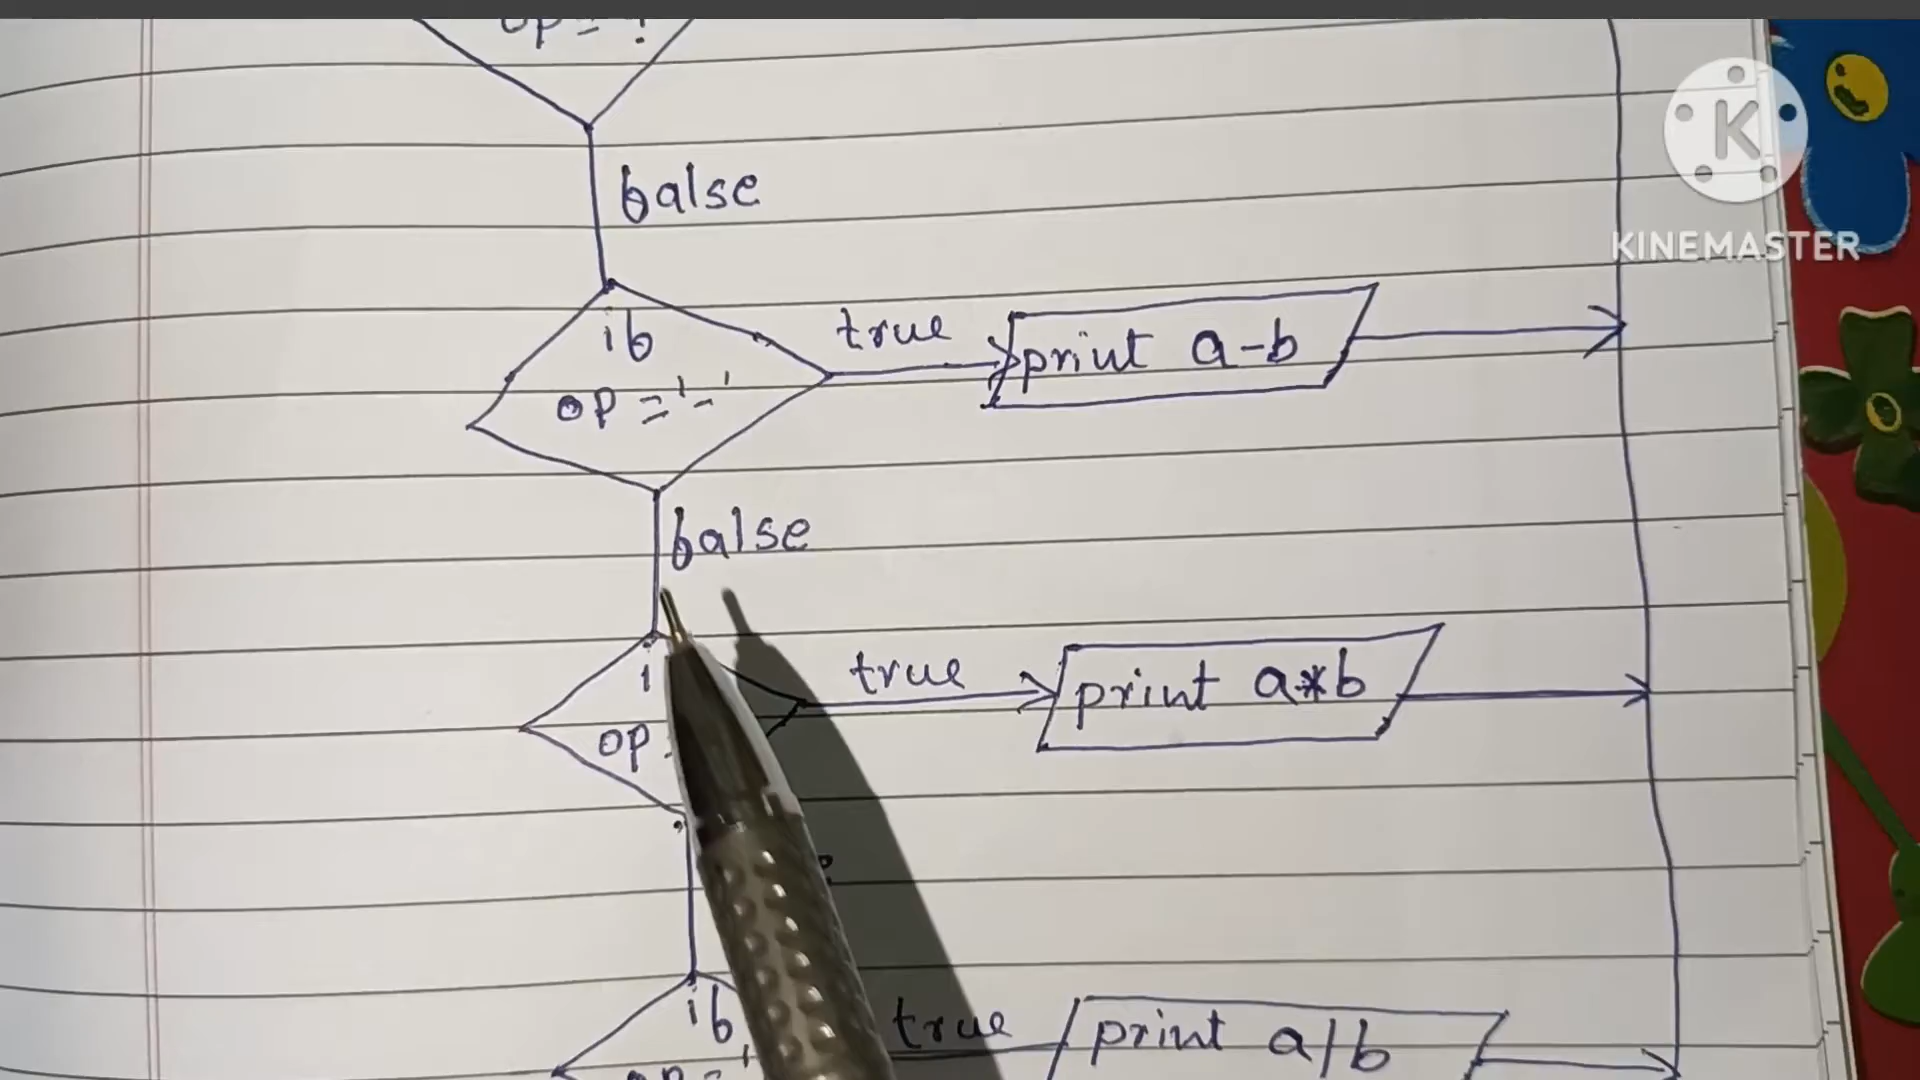 false
if
op = '-'
true
print a-b
false
op
true
print a*b
if
true
print a/b
K
KINEMASTER